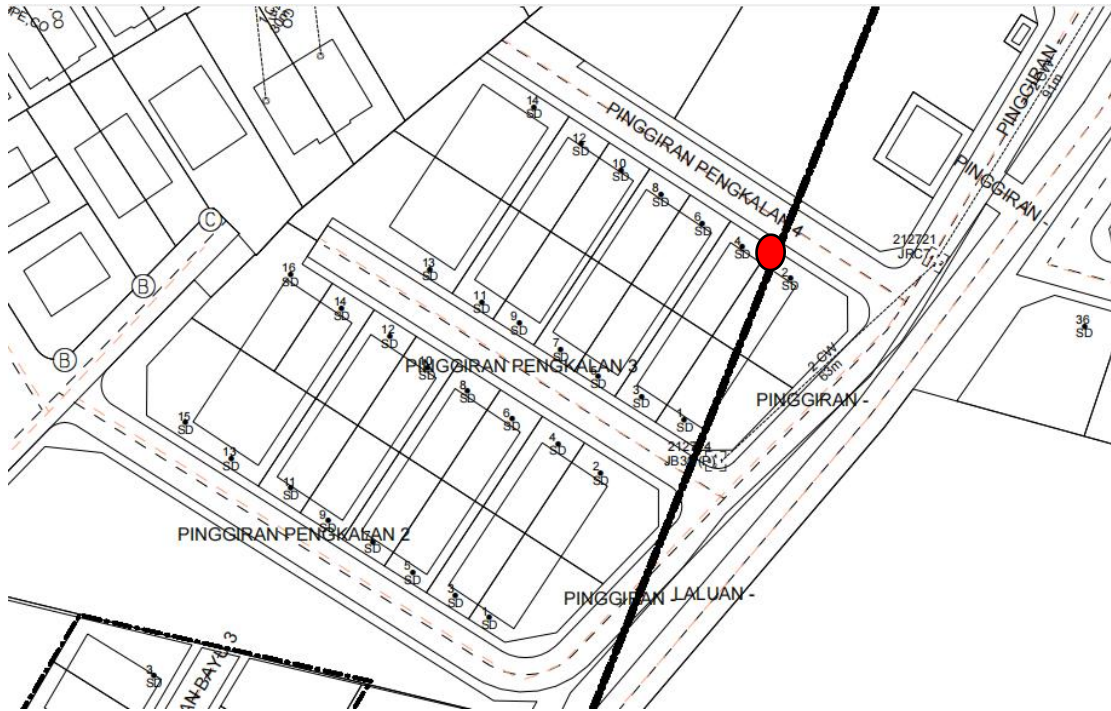 PINGGIRAN -
2 CW
91m
PINGGIRAN -
PINGGIRAN PENGKALAN 4
14
SD
12
SD
10
SD
8
SD
6
SD
4
SD
2
SD
212721
36
SD
13
SD
11
SD
9
SD
7
SD
SD
3
SD
1
SD
PINGGIRAN PENGKALAN 3
2 CW
63m
PINGGIRAN -
C
B
B
16
SD
14
SD
12
SD
10
SD
8
SD
6
SD
4
SD
2
SD
15
SD
13
SD
11
SD
9
SD
SD
5
SD
3
SD
1
SD
PINGGIRAN PENGKALAN 2
PINGGIRAN -
LALUAN -
3
SD